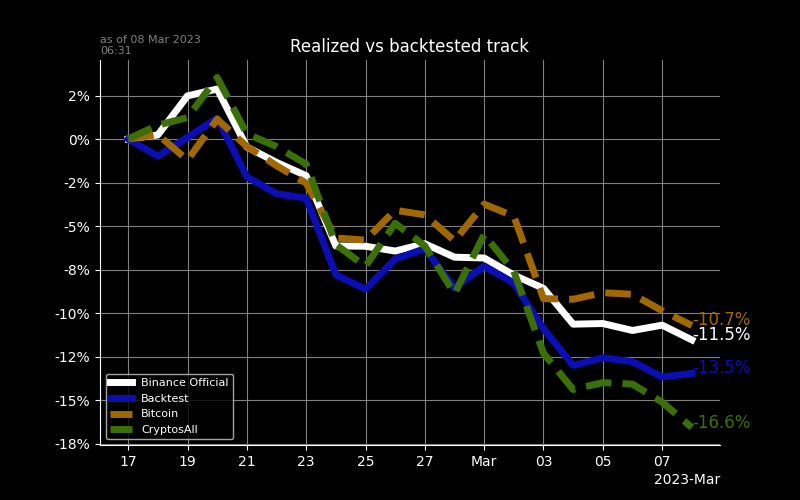 as of 08 Mar 2023
06:31
Realized vs backtested track
2%
0%
-2%
-5%
-8%
-10%
-12%
-15%
-18%
-10.7%
-11.5%
-13.5%
-16.6%
Binance Official
Backtest
Bitcoin
CryptosAll
17 19 21 23 25 27 Mar 03 05 07
2023-Mar